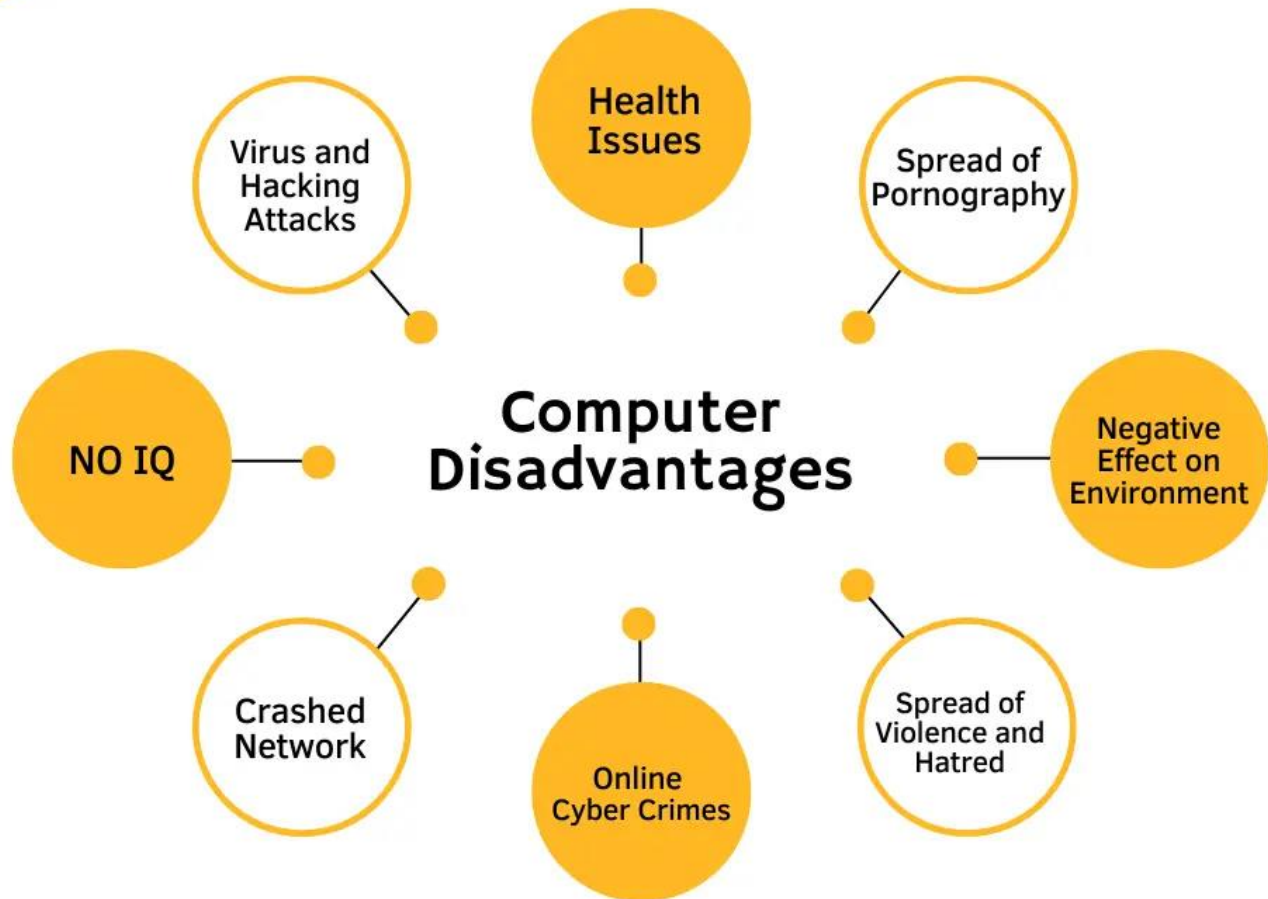 Health
Issues
Virus and
Hacking
Attacks
Spread of
Pornography
NO IQ
Computer
Disadvantages
Negative
Effect on
Environment
Crashed
Network
Online
Cyber Crimes
Spread of
Violence and
Hatred